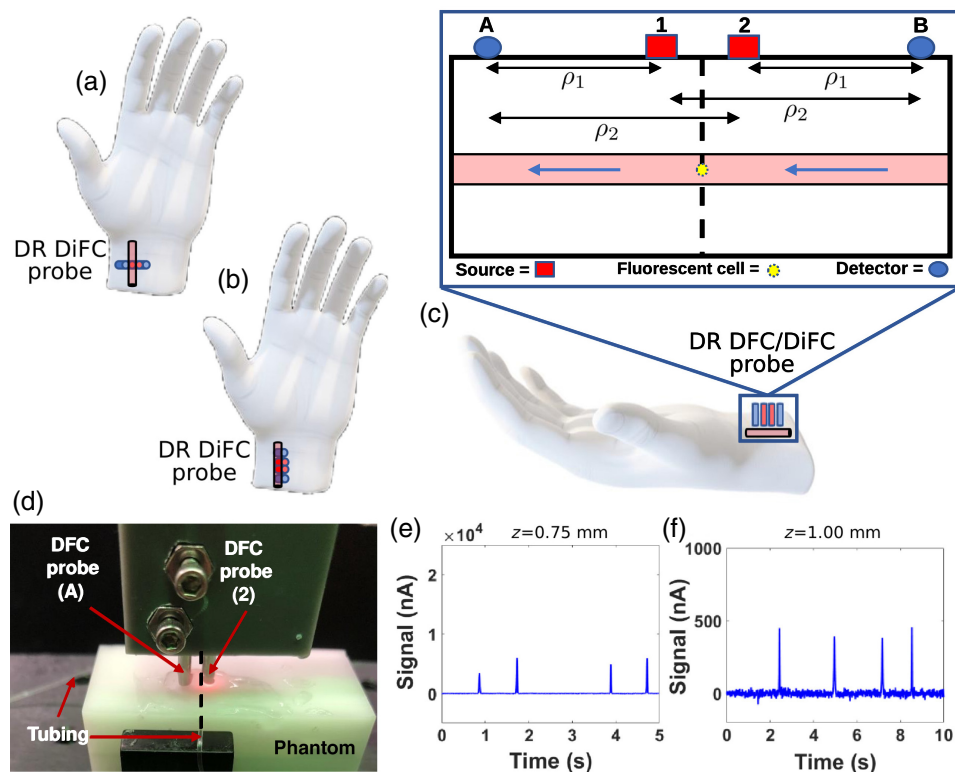 (a)
DR DiFC
probe
(b)
DR DiFC
probe
A 1 2 B
ρ1 ρ1
ρ2
ρ2
Source = Fluorescent cell = Detector =
(c)
DR DFC/DiFC
probe
(d)
DFC
probe
(A)
DFC
probe
(2)
Tubing
Phantom
(e)
×10^4
z=0.75 mm
Signal (nA)
2
1
0
0 1 2 3 4 5
Time (s)
(f)
z=1.00 mm
Signal (nA)
1000
500
0
0 2 4 6 8 10
Time (s)